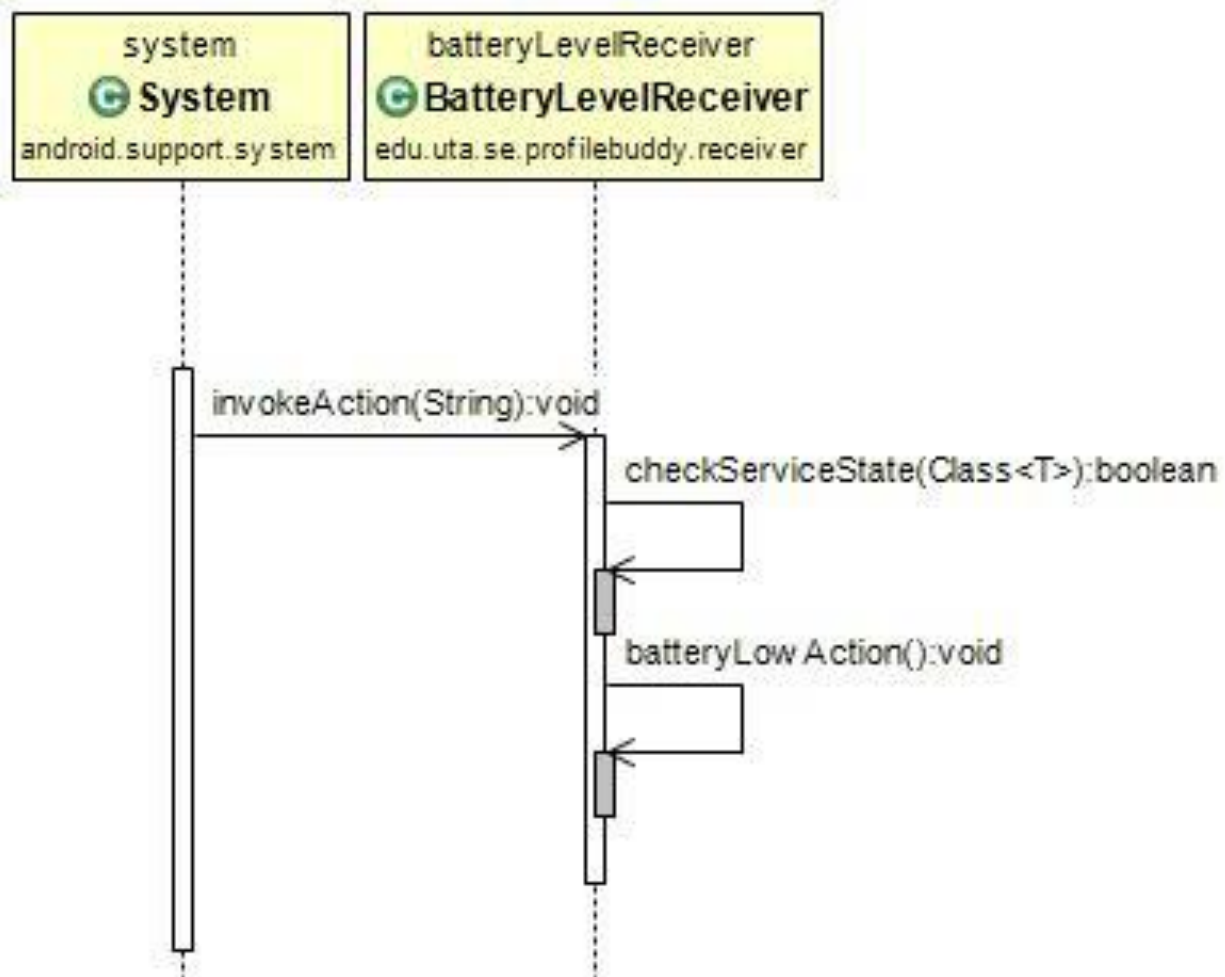 system
C System
android.support.system
batteryLevelReceiver
C BatteryLevelReceiver
edu.uta.se.profilebuddy.receiver
invokeAction(String):void
checkServiceState(Class<T>):boolean
batteryLowAction():void